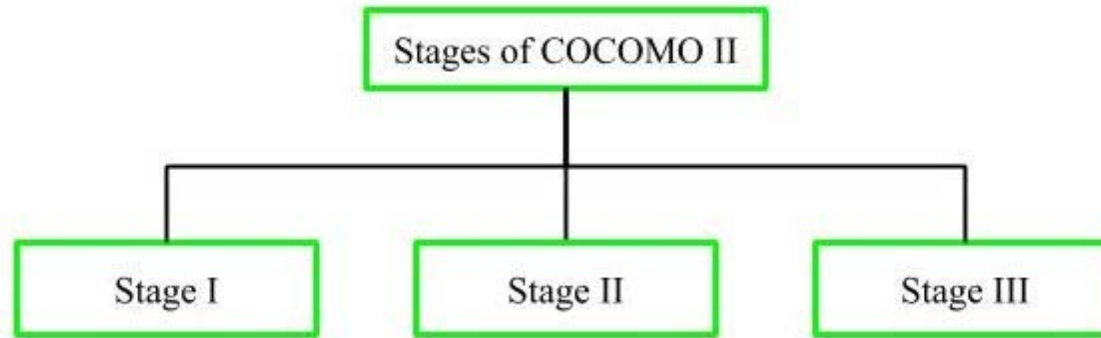 Stages of COCOMO II
Stage I
Stage II
Stage III